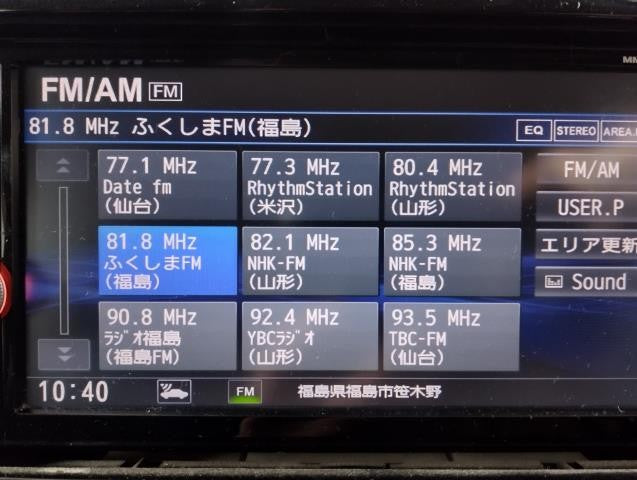 MM
FM/AM FM
81.8 MHz ふくしまFM(福島) EQ STEREO AREA.
77.1 MHz
Date fm
(仙台)
77.3 MHz
RhythmStation
(米沢)
80.4 MHz
RhythmStation
(山形)
FM/AM
USER.P
81.8 MHz
ふくしまFM
(福島)
82.1 MHz
NHK-FM
(山形)
85.3 MHz
NHK-FM
(福島)
エリア更新
Sound
90.8 MHz
ラジオ福島
(福島FM)
92.4 MHz
YBCラジオ
(山形)
93.5 MHz
TBC-FM
(仙台)
10:40 FM 福島県福島市笹木野